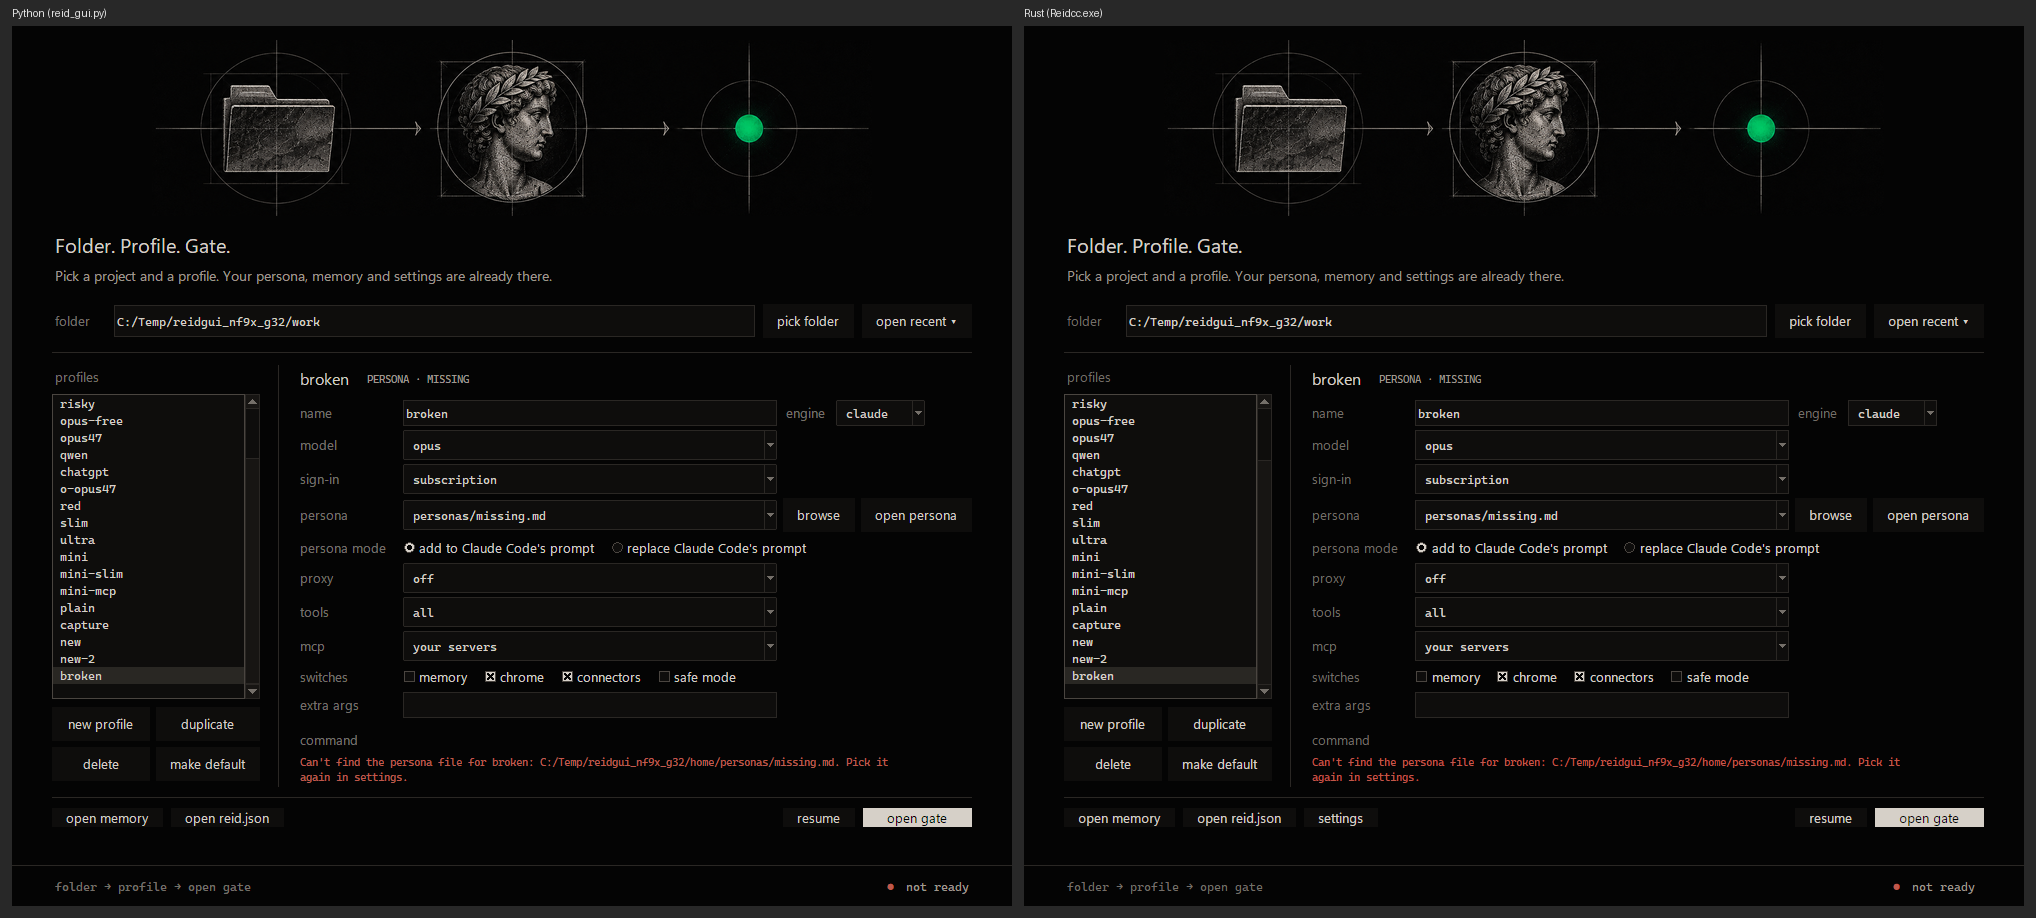 Python (reid_gui.py)
Folder. Profile. Gate.
Pick a project and a profile. Your persona, memory and settings are already there.
folder C:/Temp/reidgui_nf9x_g32/work pick folder open recent ▾
profiles
risky
opus-free
opus47
qwen
chatgpt
o-opus47
red
slim
ultra
mini
mini-slim
mini-mcp
plain
capture
new
new-2
broken
new profile duplicate
delete make default
broken PERSONA · MISSING
name broken engine claude
model opus
sign-in subscription
persona personas/missing.md browse open persona
persona mode add to Claude Code's prompt replace Claude Code's prompt
proxy off
tools all
mcp your servers
switches memory chrome connectors safe mode
extra args
command
Can't find the persona file for broken: C:/Temp/reidgui_nf9x_g32/home/personas/missing.md. Pick it
again in settings.
open memory open reid.json resume open gate
folder → profile → open gate not ready
Rust (Reidcc.exe)
Folder. Profile. Gate.
Pick a project and a profile. Your persona, memory and settings are already there.
folder C:/Temp/reidgui_nf9x_g32/work pick folder open recent ▾
profiles
risky
opus-free
opus47
qwen
chatgpt
o-opus47
red
slim
ultra
mini
mini-slim
mini-mcp
plain
capture
new
new-2
broken
new profile duplicate
delete make default
broken PERSONA · MISSING
name broken engine claude
model opus
sign-in subscription
persona personas/missing.md browse open persona
persona mode add to Claude Code's prompt replace Claude Code's prompt
proxy off
tools all
mcp your servers
switches memory chrome connectors safe mode
extra args
command
Can't find the persona file for broken: C:/Temp/reidgui_nf9x_g32/home/personas/missing.md. Pick it
again in settings.
open memory open reid.json settings resume open gate
folder → profile → open gate not ready